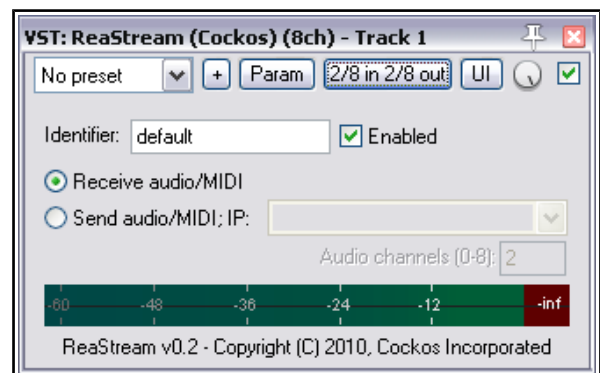 VST: ReaStream (Cockos) (8ch) - Track 1
No preset + Param 2/8 in 2/8 out UI
Identifier: default Enabled
Receive audio/MIDI
Send audio/MIDI; IP:
Audio channels (0-8): 2
-60 -48 -36 -24 -12 -inf
ReaStream v0.2 - Copyright (C) 2010, Cockos Incorporated